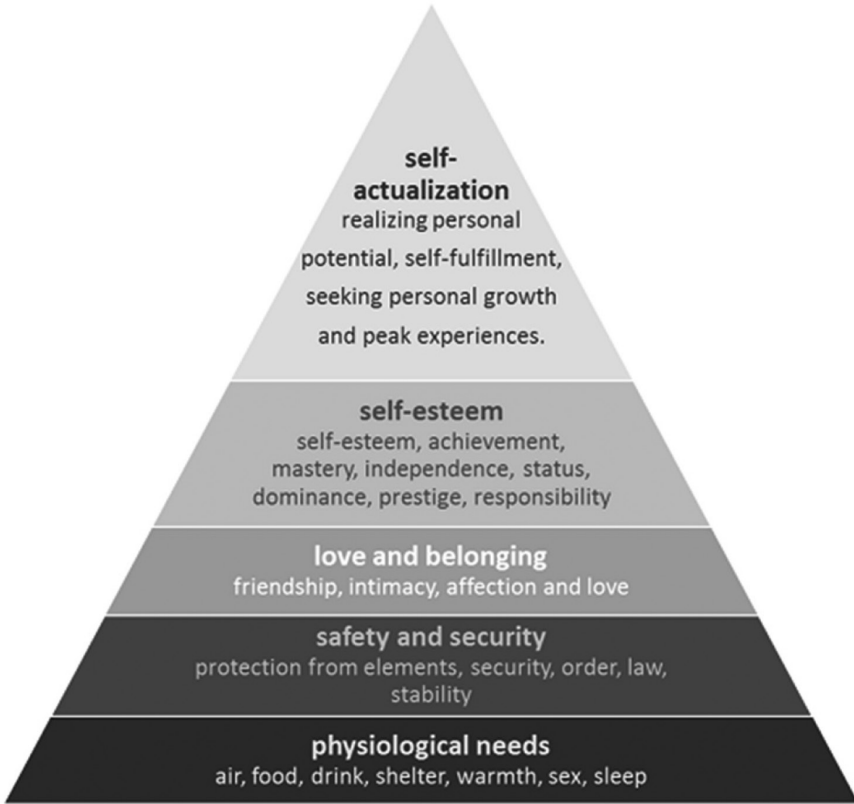 self-
actualization
realizing personal
potential, self-fulfillment,
seeking personal growth
and peak experiences.
self-esteem
self-esteem, achievement,
mastery, independence, status,
dominance, prestige, responsibility
love and belonging
friendship, intimacy, affection and love
safety and security
protection from elements, security, order, law,
stability
physiological needs
air, food, drink, shelter, warmth, sex, sleep